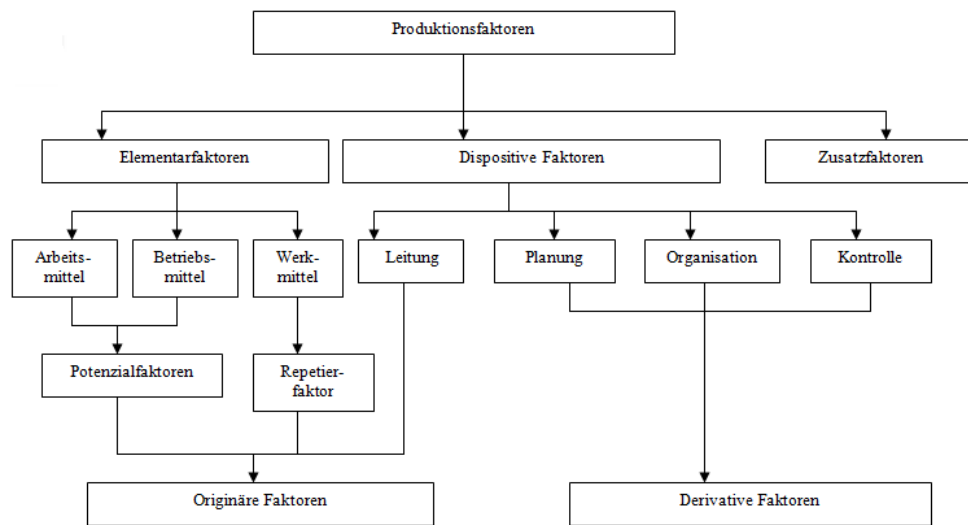 Produktionsfaktoren
Elementarfaktoren
Dispositive Faktoren
Zusatzfaktoren
Arbeits-
mittel
Betriebs-
mittel
Werk-
mittel
Leitung
Planung
Organisation
Kontrolle
Potenzialfaktoren
Repetier-
faktor
Originäre Faktoren
Derivative Faktoren